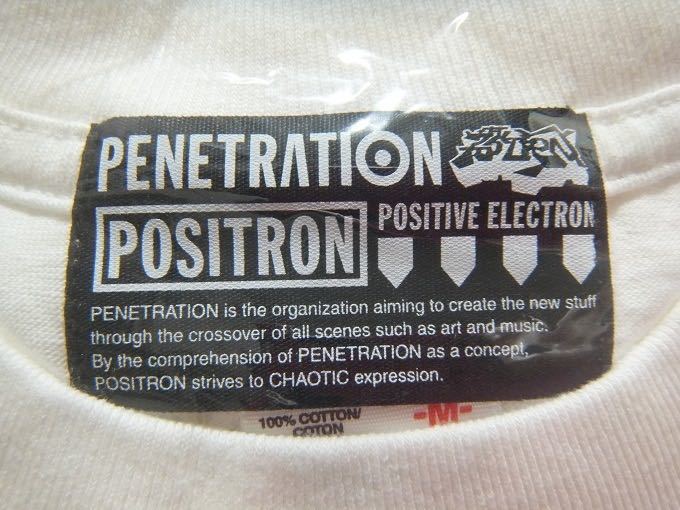 PENETRATION
POSITRON
POSITIVE ELECTRON
PENETRATION is the organization aiming to create the new stuff
through the crossover of all scenes such as art and music.
By the comprehension of PENETRATION as a concept,
POSITRON strives to CHAOTIC expression.
100% COTTON/
COTON
-M-